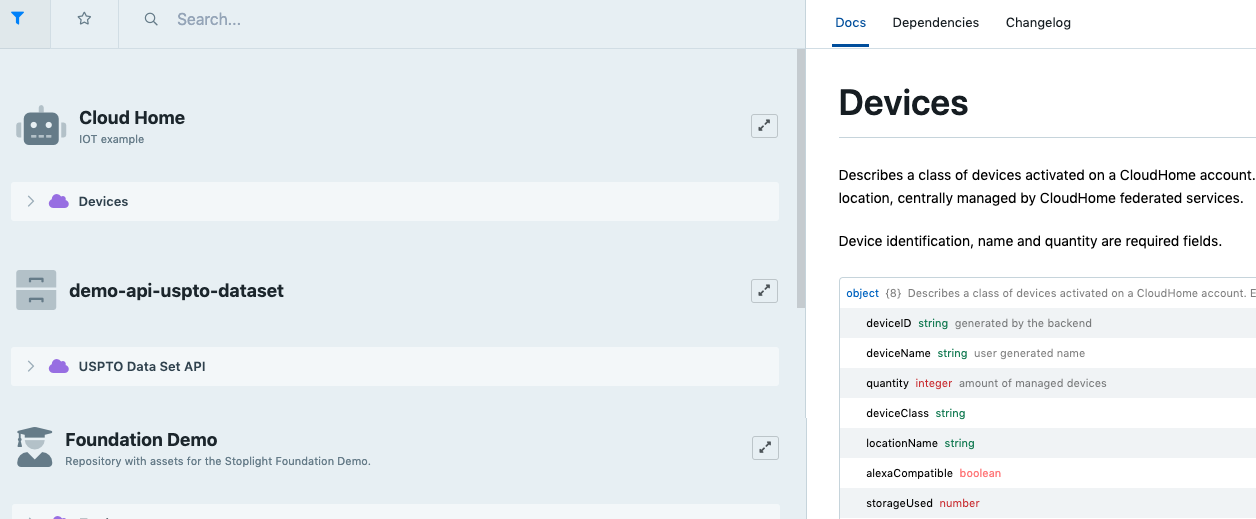 Search...
Cloud Home
IOT example
Devices
demo-api-uspto-dataset
USPTO Data Set API
Foundation Demo
Repository with assets for the Stoplight Foundation Demo.
Docs Dependencies Changelog
Devices
Describes a class of devices activated on a CloudHome account.
location, centrally managed by CloudHome federated services.
Device identification, name and quantity are required fields.
object {8} Describes a class of devices activated on a CloudHome account. E
deviceID string generated by the backend
deviceName string user generated name
quantity integer amount of managed devices
deviceClass string
locationName string
alexaCompatible boolean
storageUsed number